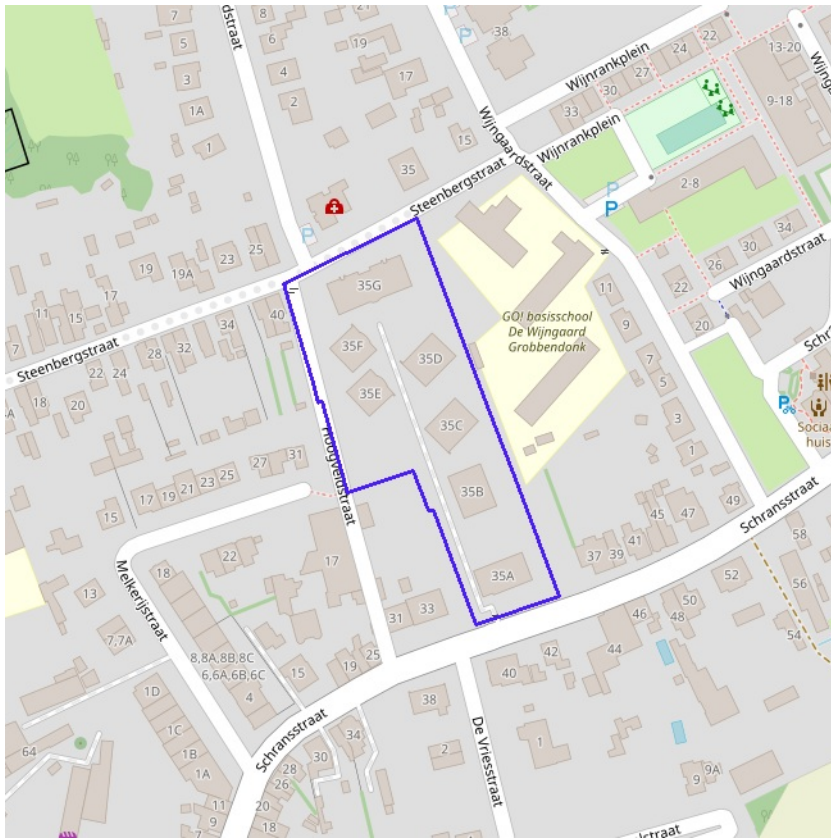 7
5
3
1A
1
6
4
2
19
17
38
P
P
15
35
Wijnrankplein
24
22
27
30
33
13-20
9-18
Wijngaardstraat
Wijnrankplein
Steenbergstraat
P
P
P
2-8
34
30
26
22
20
Wijngaardstraat
35G
35F
35E
35D
35C
35B
35A
GO! basisschool
De Wijngaard
Grobbendonk
11
9
7
5
3
1
49
47
45
41
39
37
25
23
19A
19
15
17
11
7
Steenbergstraat
40
34
32
28
24
22
20
18
Hoogveldstraat
31
27
25
23
21
19
17
15
13
7,7A
Melkerijstraat
18
22
17
8,8A,8B,8C
6,6A,6B,6C
4
15
19
25
31
33
1D
1C
1B
1A
64
11
9
20
18
28
26
30
34
38
2
Schransstraat
De Vriesstraat
40
42
44
46
48
50
52
54
56
58
1
9
9A
Schransstraat
P